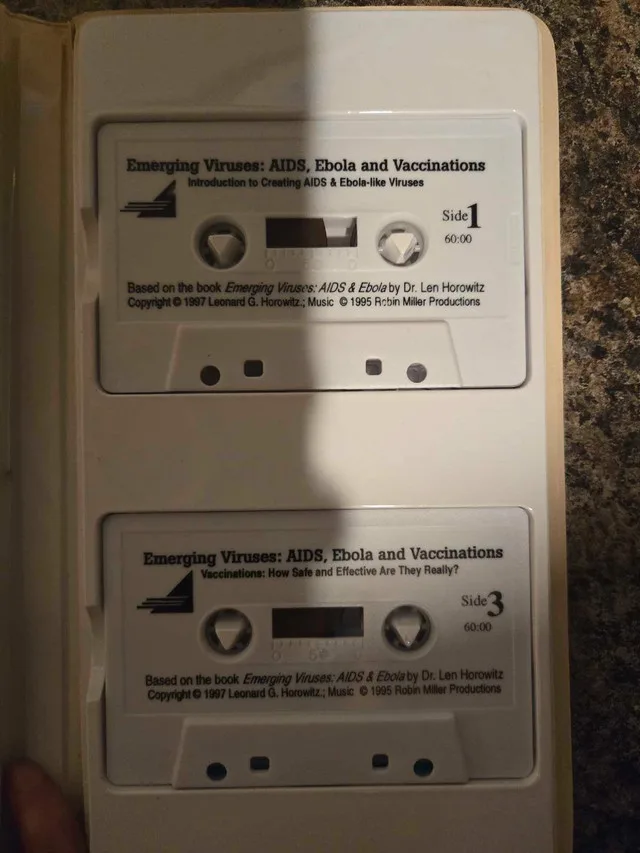 Emerging Viruses: AIDS, Ebola and Vaccinations
Introduction to Creating AIDS & Ebola-like Viruses
Side 1
60:00
Based on the book Emerging Viruses: AIDS & Ebola by Dr. Len Horowitz
Copyright © 1997 Leonard G. Horowitz.; Music © 1995 Robin Miller Productions
Emerging Viruses: AIDS, Ebola and Vaccinations
Vaccinations: How Safe and Effective Are They Really?
Side 3
60:00
Based on the book Emerging Viruses: AIDS & Ebola by Dr. Len Horowitz
Copyright © 1997 Leonard G. Horowitz.; Music © 1995 Robin Miller Productions